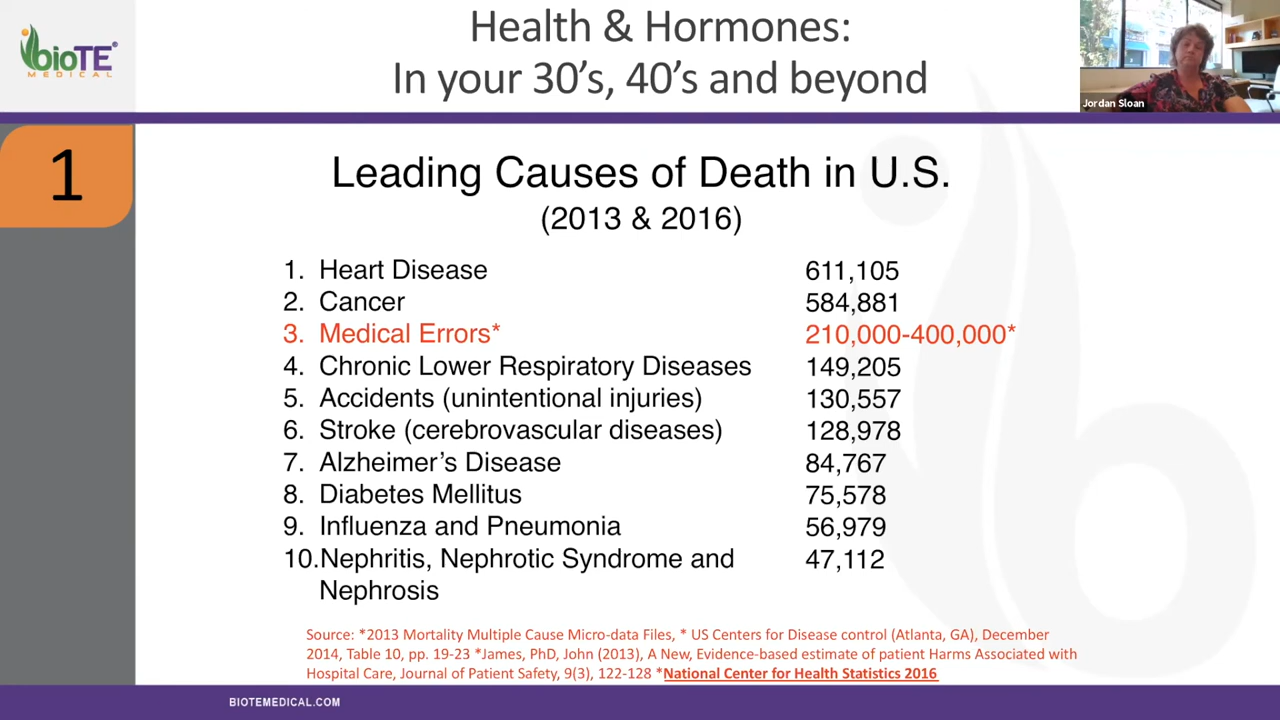 bioTE®
MEDICAL
Health & Hormones:
In your 30's, 40's and beyond
Jordan Sloan
1
Leading Causes of Death in U.S.
(2013 & 2016)
1. Heart Disease 611,105
2. Cancer 584,881
3. Medical Errors* 210,000-400,000*
4. Chronic Lower Respiratory Diseases 149,205
5. Accidents (unintentional injuries) 130,557
6. Stroke (cerebrovascular diseases) 128,978
7. Alzheimer's Disease 84,767
8. Diabetes Mellitus 75,578
9. Influenza and Pneumonia 56,979
10.Nephritis, Nephrotic Syndrome and 47,112
Nephrosis
Source: *2013 Mortality Multiple Cause Micro-data Files, * US Centers for Disease control (Atlanta, GA), December
2014, Table 10, pp. 19-23 *James, PhD, John (2013), A New, Evidence-based estimate of patient Harms Associated with
Hospital Care, Journal of Patient Safety, 9(3), 122-128 *National Center for Health Statistics 2016
BIOTEMEDICAL.COM